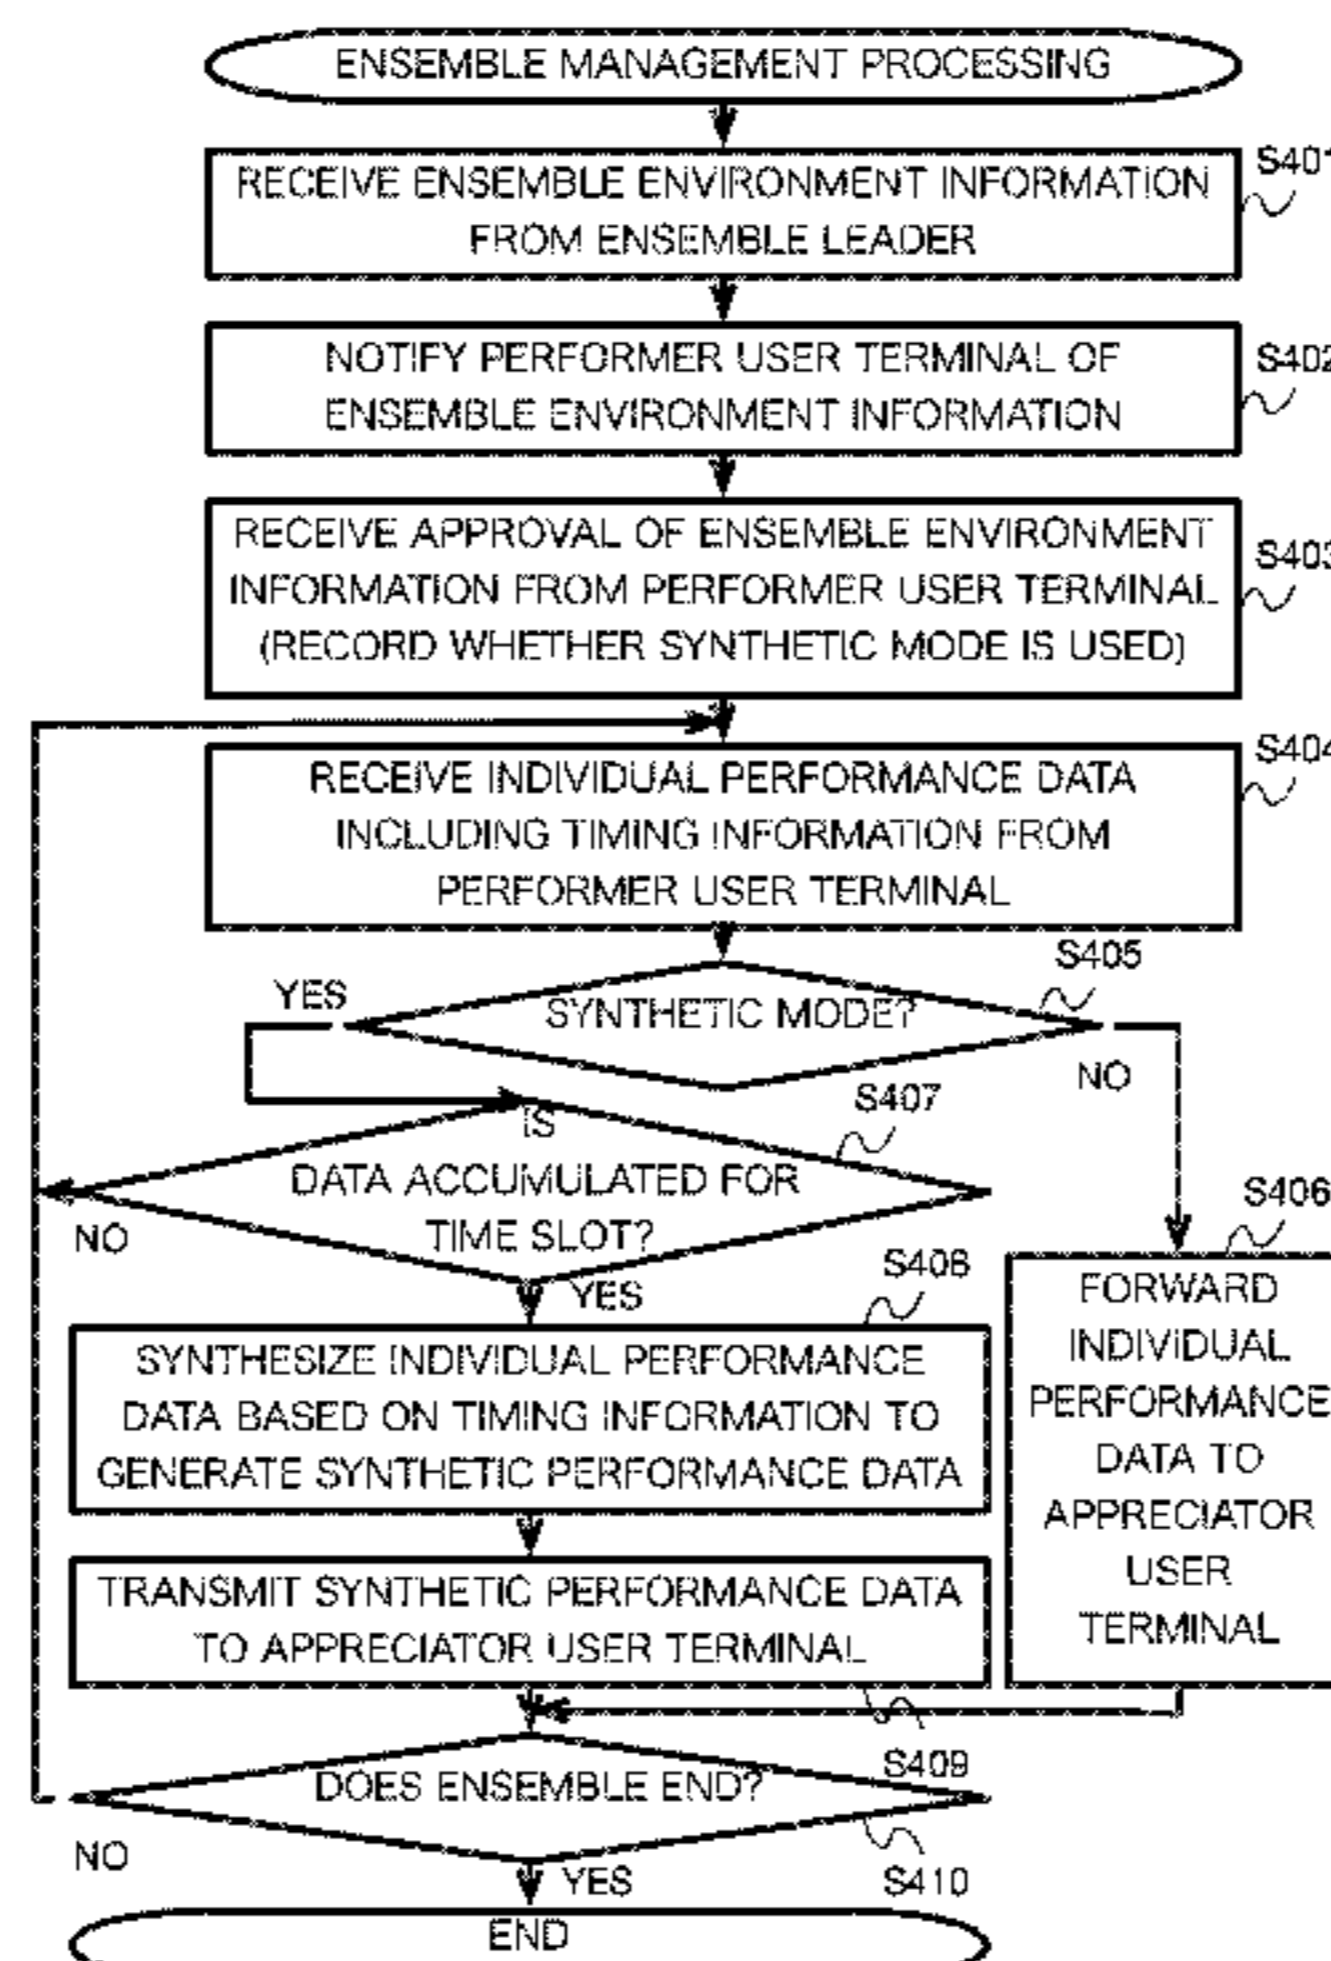 ENSEMBLE MANAGEMENT PROCESSING
S401
RECEIVE ENSEMBLE ENVIRONMENT INFORMATION
FROM ENSEMBLE LEADER
S402
NOTIFY PERFORMER USER TERMINAL OF
ENSEMBLE ENVIRONMENT INFORMATION
RECEIVE APPROVAL OF ENSEMBLE ENVIRONMENT
S403
INFORMATION FROM PERFORMER USER TERMINAL
(RECORD WHETHER SYNTHETIC MODE IS USED)
S404
RECEIVE INDIVIDUAL PERFORMANCE DATA
INCLUDING TIMING INFORMATION FROM
PERFORMER USER TERMINAL
S405
YES
SYNTHETIC MODE?
NO
S407
IS
DATA ACCUMULATED FOR
TIME SLOT?
NO
YES
S406
FORWARD
INDIVIDUAL
PERFORMANCE
DATA TO
APPRECIATOR
USER
TERMINAL
S408
SYNTHESIZE INDIVIDUAL PERFORMANCE
DATA BASED ON TIMING INFORMATION TO
GENERATE SYNTHETIC PERFORMANCE DATA
TRANSMIT SYNTHETIC PERFORMANCE DATA
TO APPRECIATOR USER TERMINAL
S409
DOES ENSEMBLE END?
NO
YES
S410
END